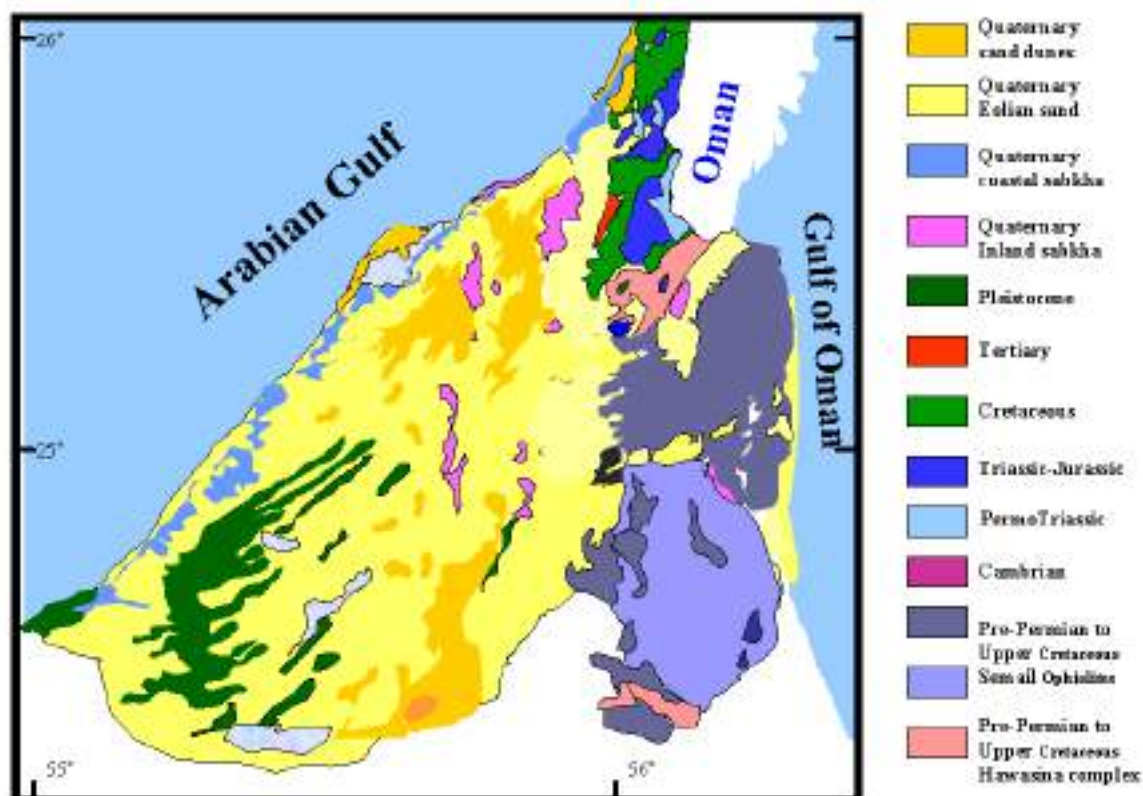 26°
Arabian Gulf
Oman
Gulf of Oman
25°
55°
56°
Quaternary
sand dunes
Quaternary
Eolian sand
Quaternary
coastal sabkha
Quaternary
Inland sabkha
Pleistocene
Tertiary
Cretaceous
Triassic-Jurassic
PermoTriassic
Cambrian
Pre-Permian to
Upper Cretaceous
Semail Ophioline
Pre-Permian to
Upper Cretaceous
Hawasina complex